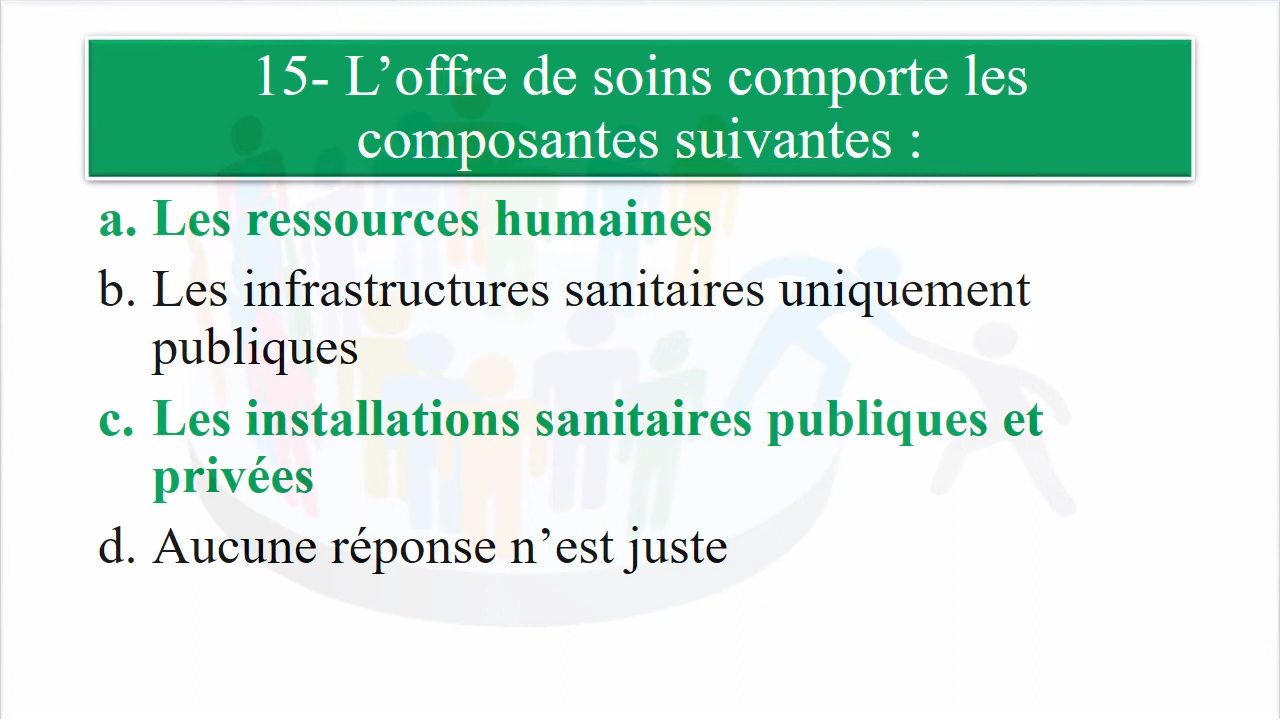 15- L’offre de soins comporte les
composantes suivantes :
a. Les ressources humaines
b. Les infrastructures sanitaires uniquement
publiques
c. Les installations sanitaires publiques et
privées
d. Aucune réponse n’est juste